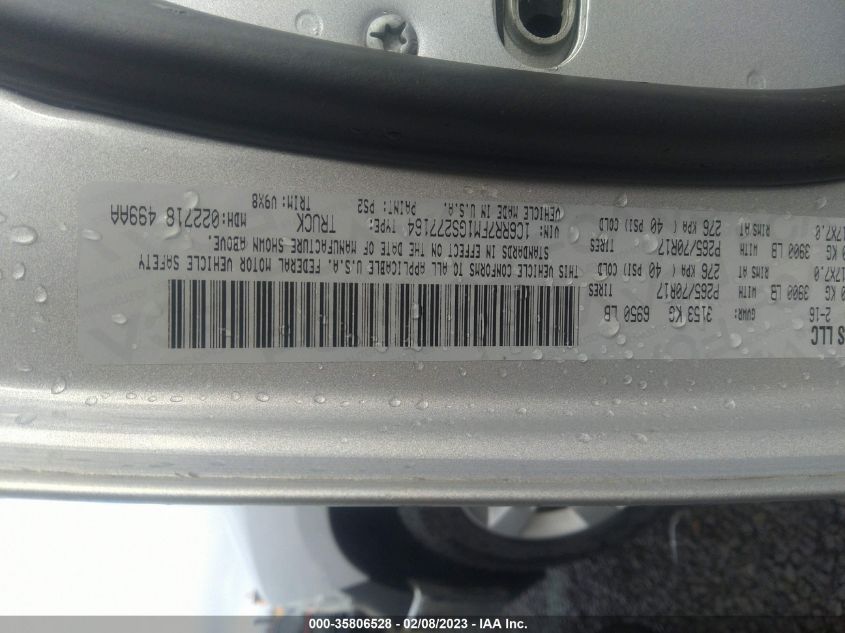 S LLC
2-16 GVWR: 3153 KG 6950 LB
KG 3900 LB WITH P265/70R17 TIRES
17X7.0 RIMS AT 276 KPA ( 40 PSI) COLD
KG 3900 LB WITH P265/70R17 TIRES
17X7.0 RIMS AT 276 KPA ( 40 PSI) COLD
THIS VEHICLE CONFORMS TO ALL APPLICABLE U.S.A. FEDERAL MOTOR VEHICLE SAFETY
STANDARDS IN EFFECT ON THE DATE OF MANUFACTURE SHOWN ABOVE.
VIN: 1C6RR7FM1GS277164 TYPE: TRUCK MDH:022718 499AA
VEHICLE MADE IN U.S.A. PAINT: PS2 TRIM: V9X8
000-35806528 - 02/08/2023 - IAA Inc.